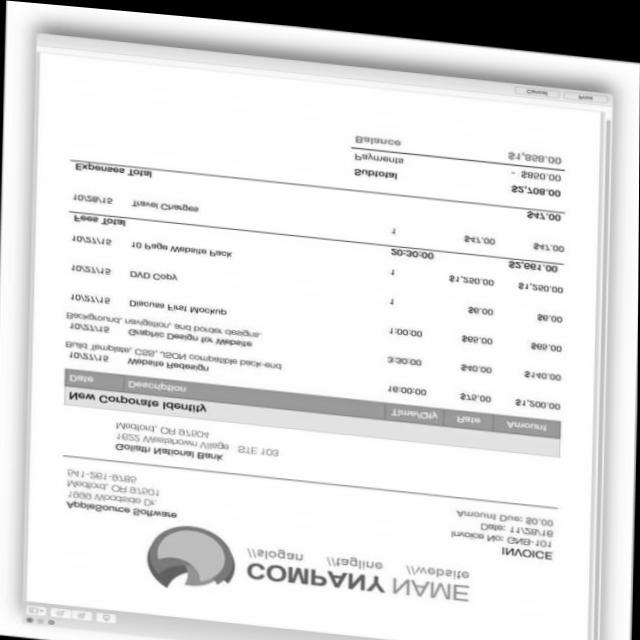 COMPANY NAME
//slogan //tagline //website
INVOICE
AppleSource Software
Invoice No: GNB-101
1999 Woodside Dr.
Date: 11/28/16
Medford, OR 97501
Amount Due: $0.00
541-261-9785
Goliath National Bank
1622 Village STE 103
Medford, OR 97504
New Corporate Identity
Date Description Time/Qty Rate Amount
10/27/15 Website Redesign 16:00:00 $75.00 $1,200.00
Build Template, CSS, JSON compatible back-end
10/27/15 Graphic Design for Website 3:30:00 $40.00 $140.00
Background, navigation, and border designs.
10/27/15 Discuss First Mockup 1:00:00 $65.00 $65.00
10/27/15 DVD Copy 1 $6.00 $6.00
10/27/15 10 Page Website Pack 1 $1,250.00 $1,250.00
Fees Total 20:30:00 $2,661.00
10/28/15 Travel Charges 1 $47.00 $47.00
Expenses Total $47.00
Subtotal $2,708.00
Payments - $850.00
Balance $1,858.00
Cancel Print